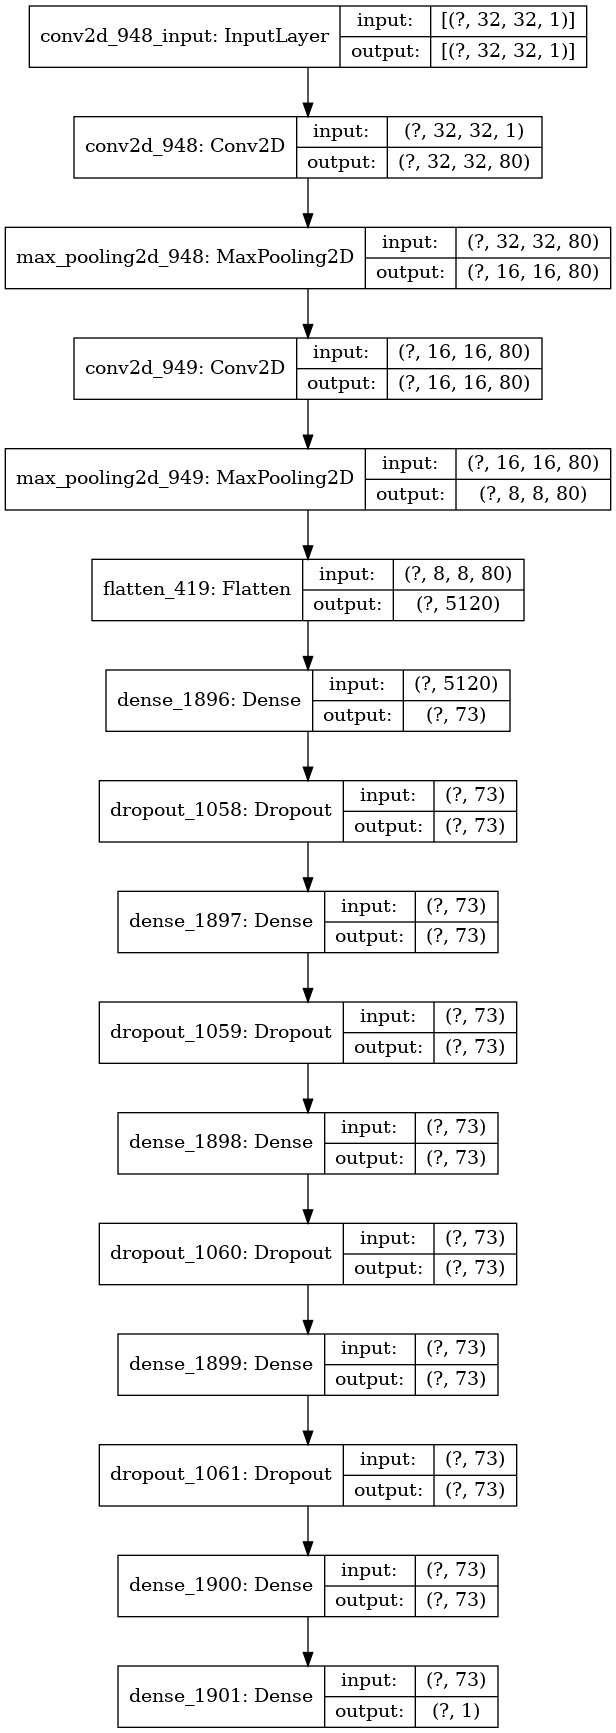 conv2d_948_input: InputLayer
input: [(?, 32, 32, 1)]
output: [(?, 32, 32, 1)]
conv2d_948: Conv2D
input: (?, 32, 32, 1)
output: (?, 32, 32, 80)
max_pooling2d_948: MaxPooling2D
input: (?, 32, 32, 80)
output: (?, 16, 16, 80)
conv2d_949: Conv2D
input: (?, 16, 16, 80)
output: (?, 16, 16, 80)
max_pooling2d_949: MaxPooling2D
input: (?, 16, 16, 80)
output: (?, 8, 8, 80)
flatten_419: Flatten
input: (?, 8, 8, 80)
output: (?, 5120)
dense_1896: Dense
input: (?, 5120)
output: (?, 73)
dropout_1058: Dropout
input: (?, 73)
output: (?, 73)
dense_1897: Dense
input: (?, 73)
output: (?, 73)
dropout_1059: Dropout
input: (?, 73)
output: (?, 73)
dense_1898: Dense
input: (?, 73)
output: (?, 73)
dropout_1060: Dropout
input: (?, 73)
output: (?, 73)
dense_1899: Dense
input: (?, 73)
output: (?, 73)
dropout_1061: Dropout
input: (?, 73)
output: (?, 73)
dense_1900: Dense
input: (?, 73)
output: (?, 73)
dense_1901: Dense
input: (?, 73)
output: (?, 1)